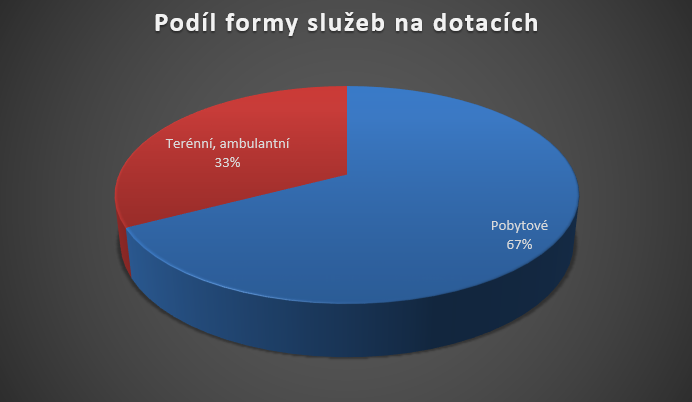 Podíl formy služeb na dotacích
Terénní, ambulantní
33%
Pobytové
67%